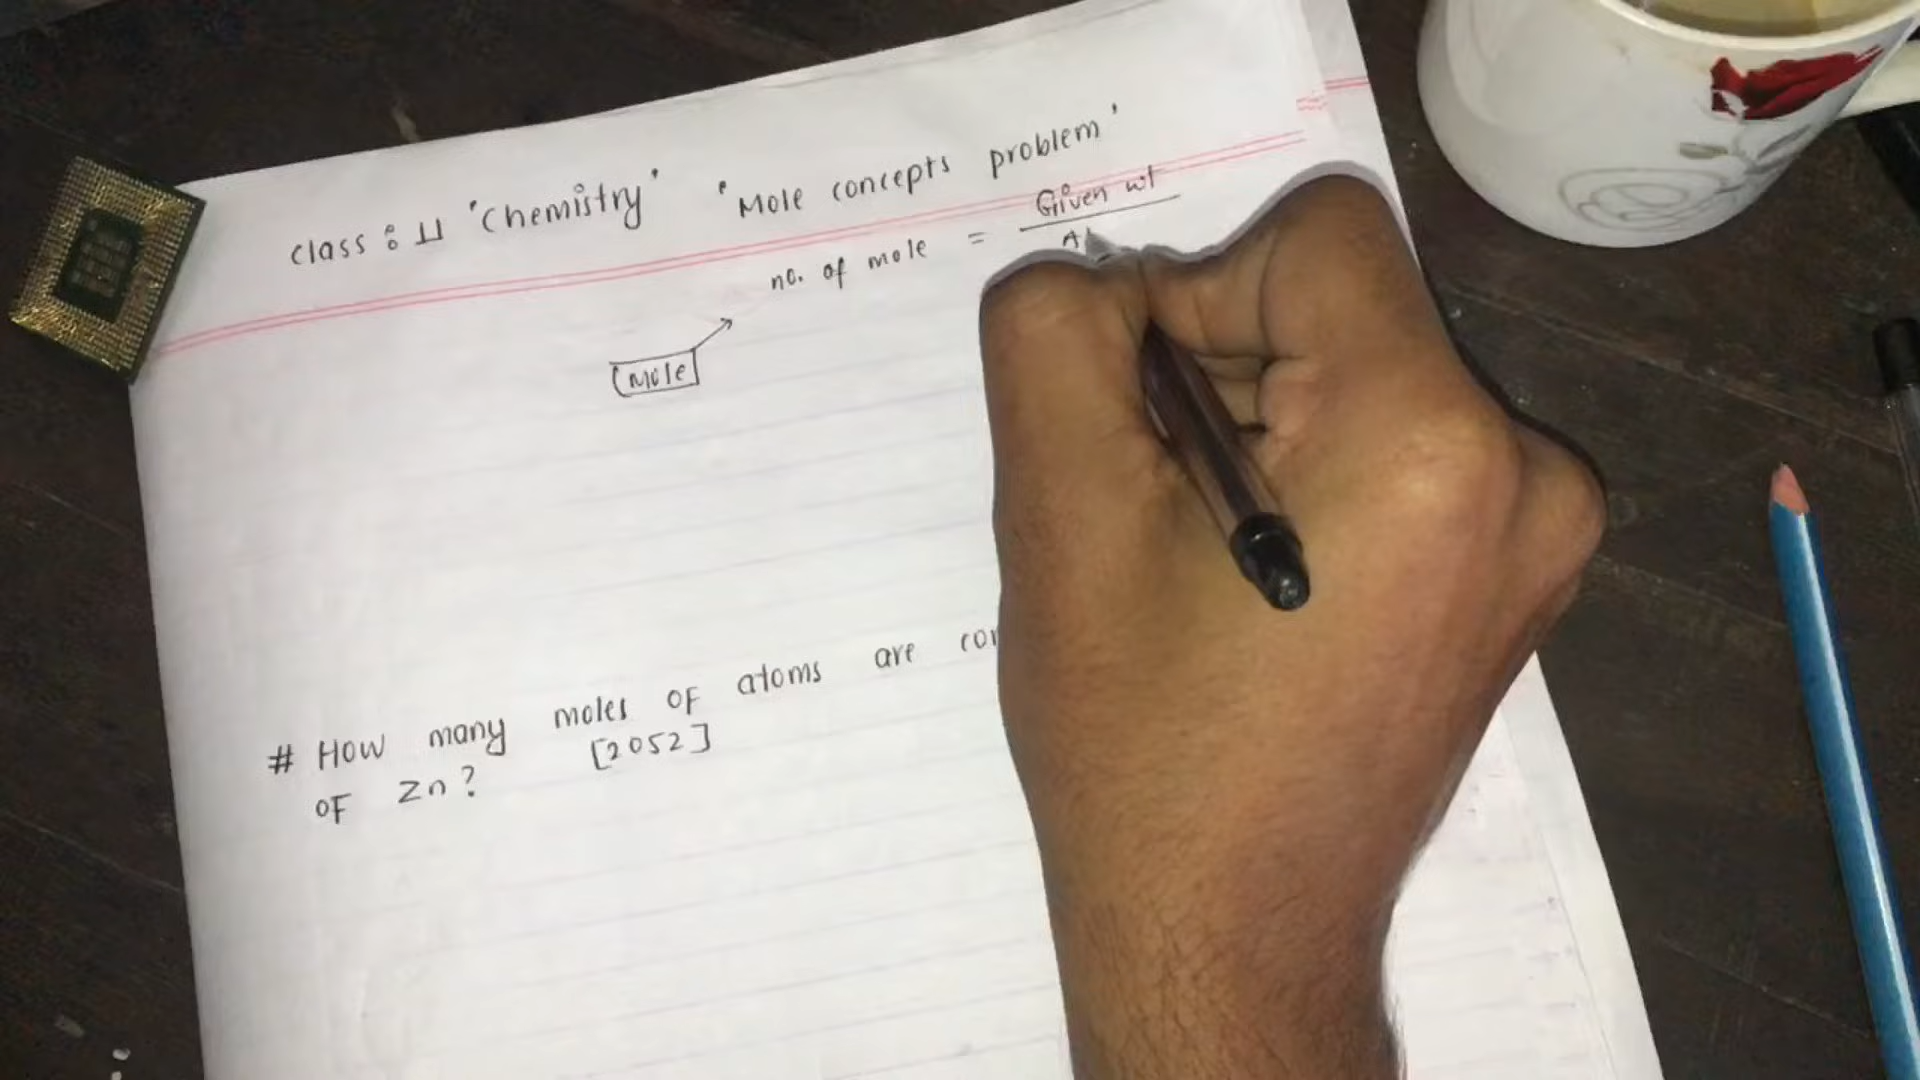 class : 11 'Chemistry' 'Mole concepts problem'
no. of mole = Given wt
[Mole]
# How many moles of atoms are
of Zn? [2052]